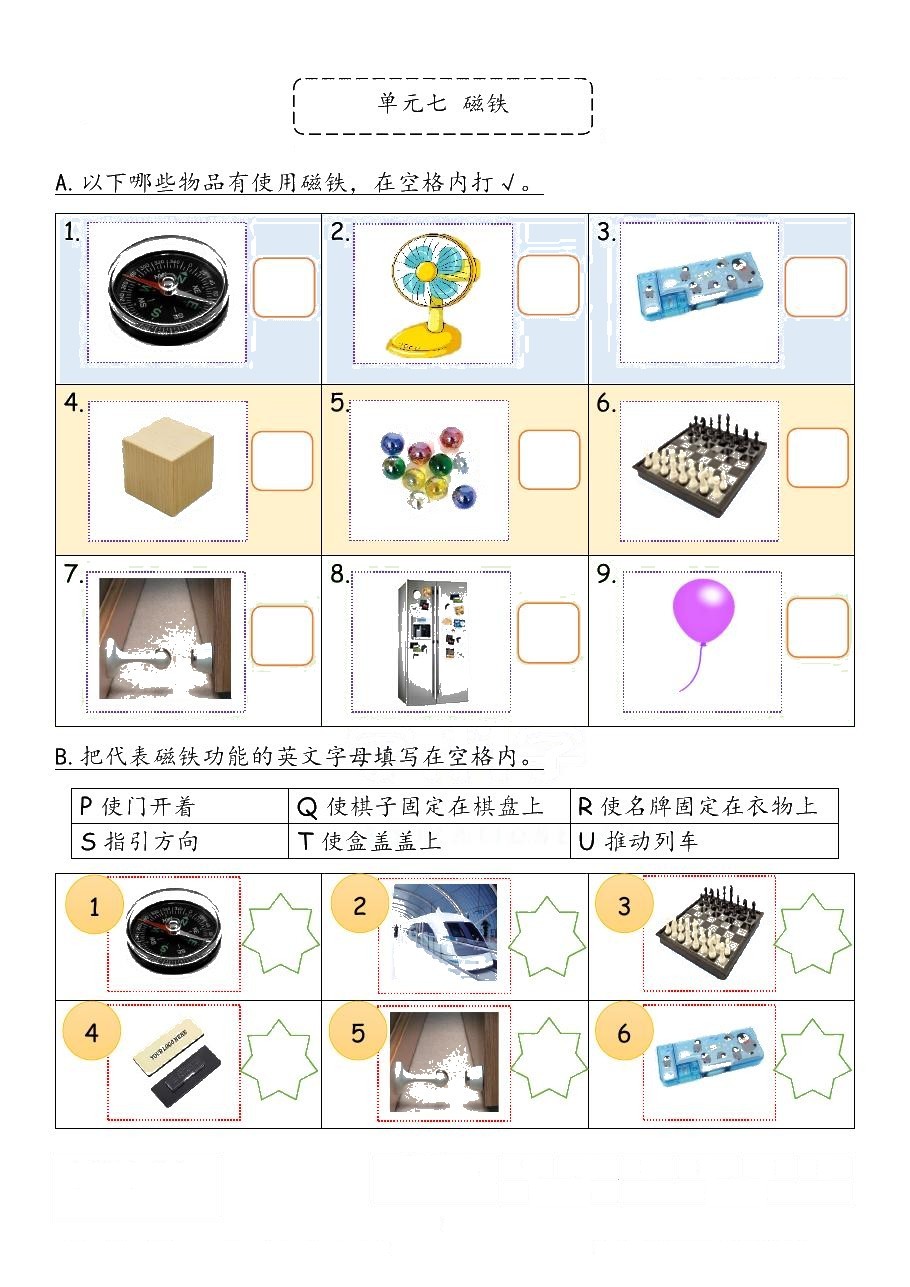 单元七 磁铁
A. 以下哪些物品有使用磁铁，在空格内打√。
1. 2. 3.
4. 5. 6.
7. 8. 9.
B. 把代表磁铁功能的英文字母填写在空格内。
P 使门开着 Q 使棋子固定在棋盘上 R 使名牌固定在衣物上
S 指引方向 T 使盒盖盖上 U 推动列车
1 2 3
4 5 6
YOUR LOGO HERE